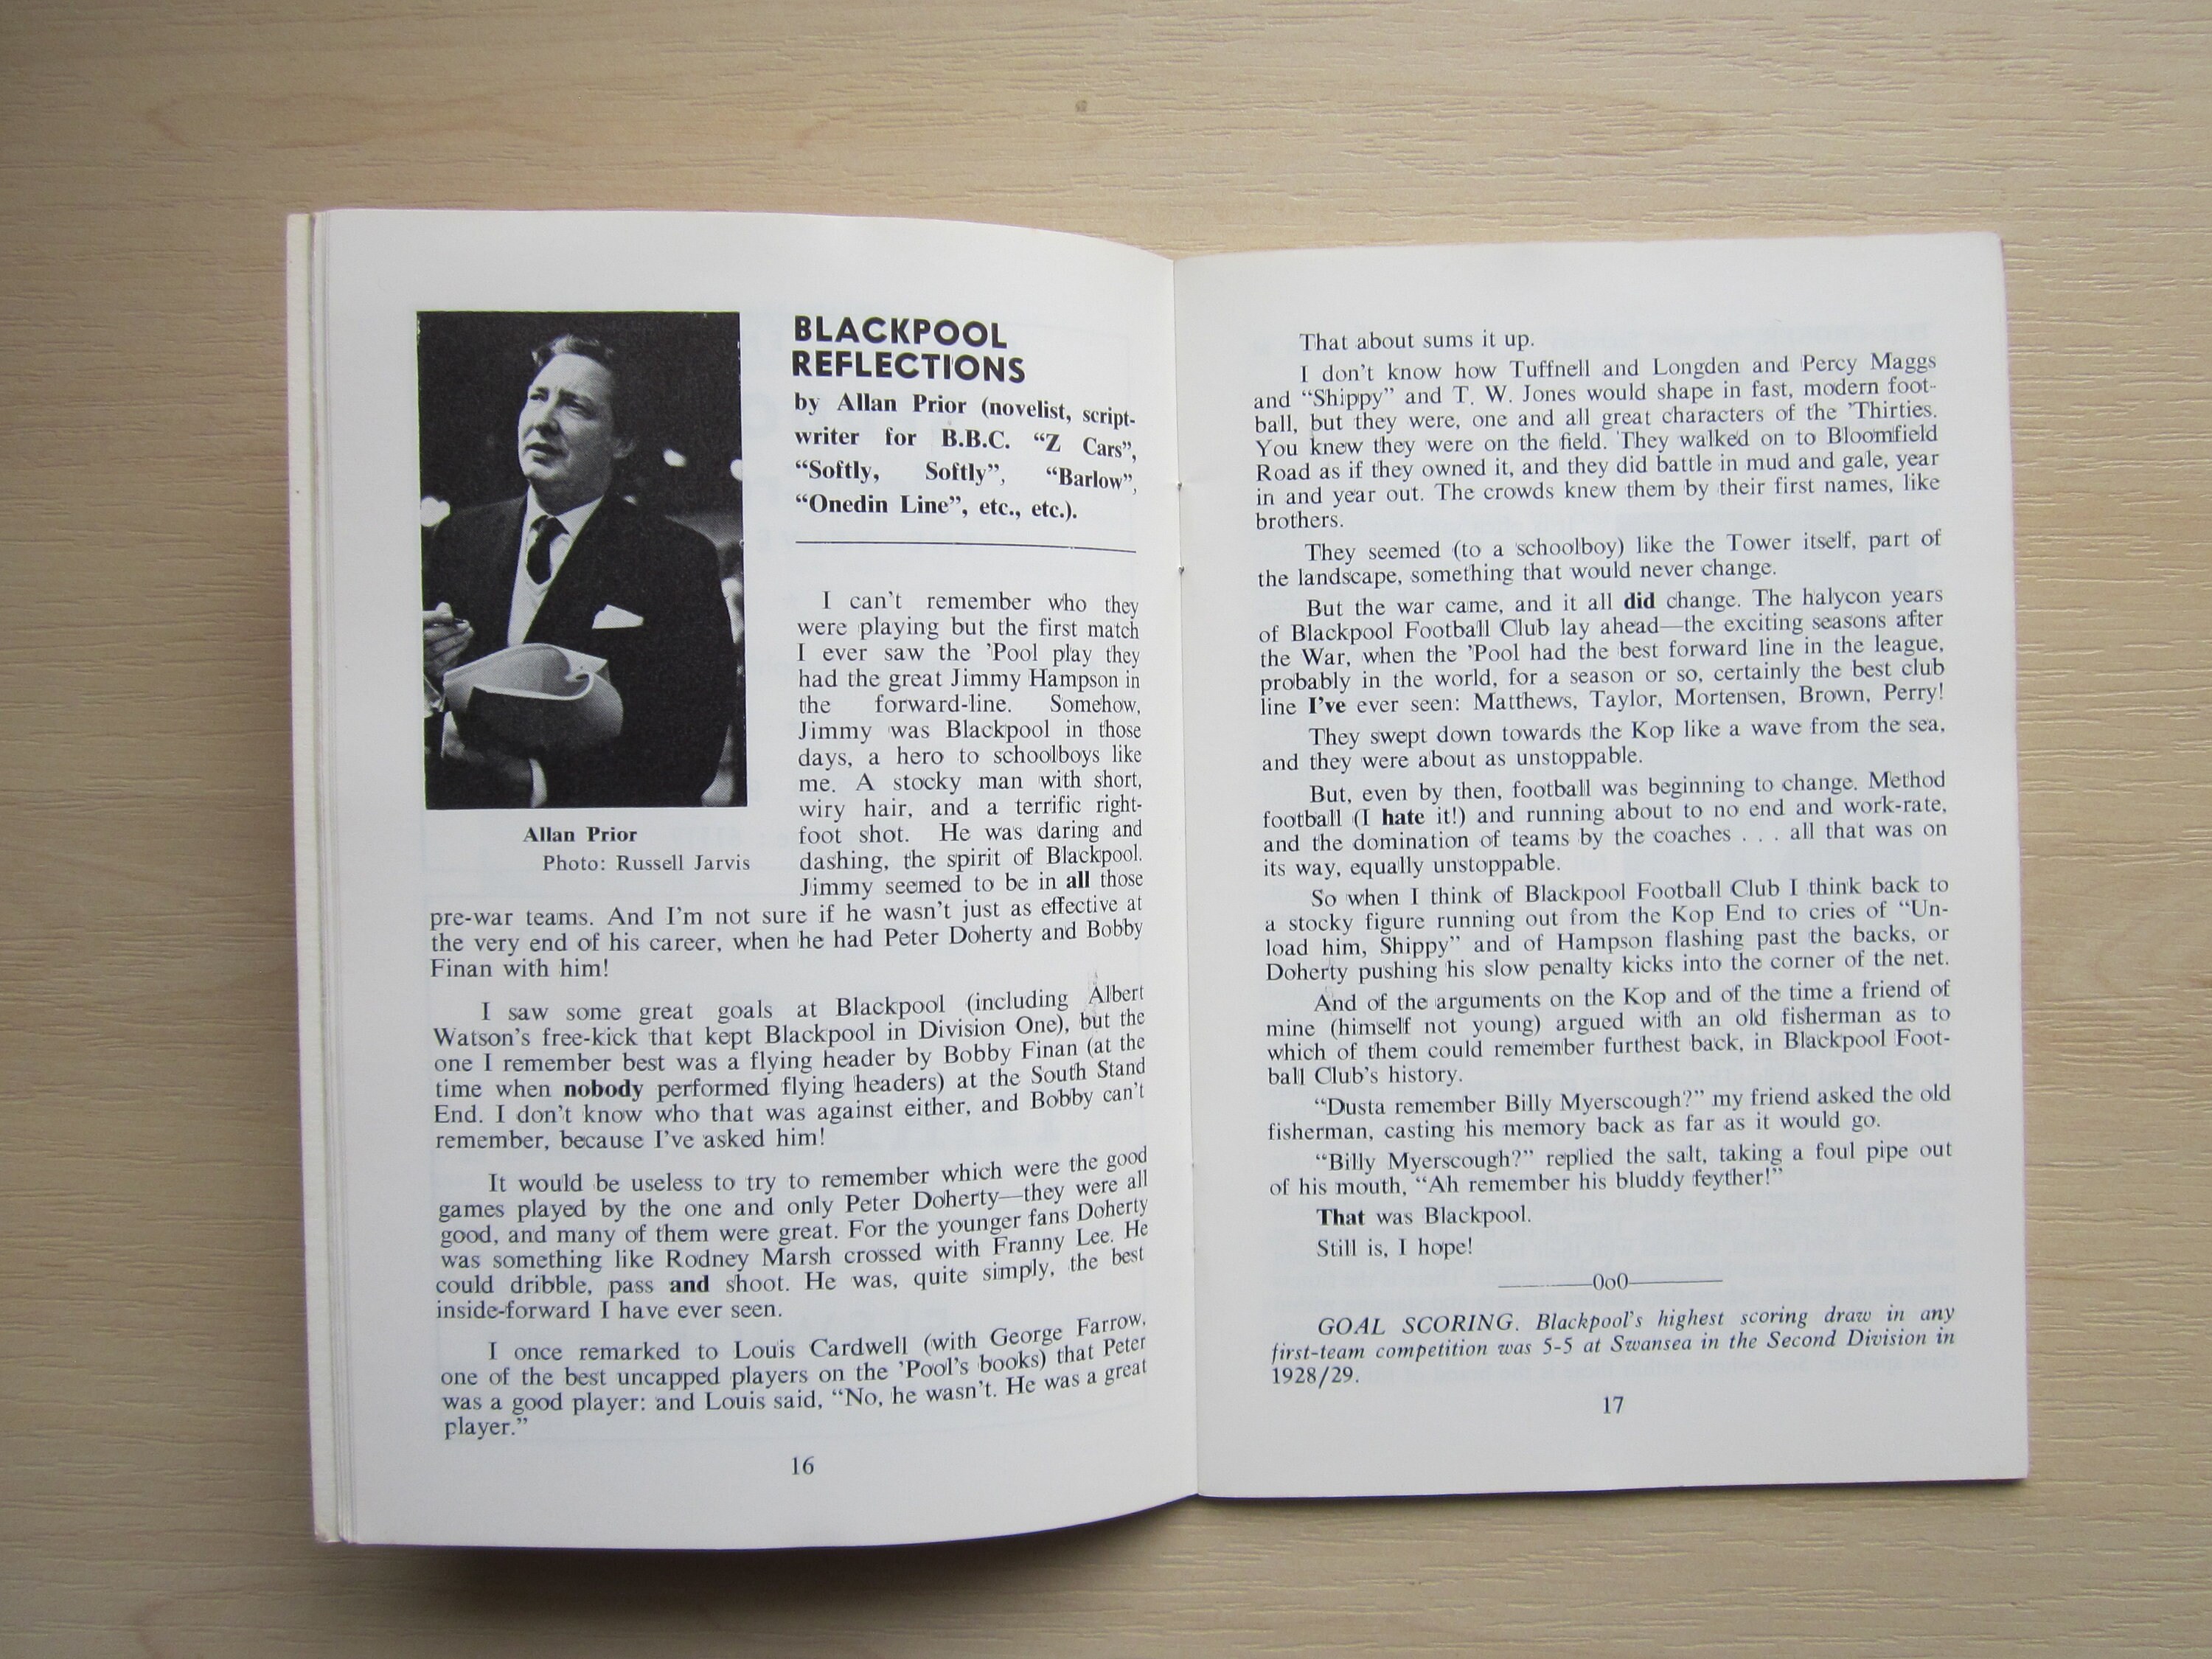 BLACKPOOL
REFLECTIONS
by Allan Prior (novelist, script-
writer for B.B.C. “Z Cars”,
“Softly, Softly”, “Barlow”,
“Onedin Line”, etc., etc.).
Allan Prior
Photo: Russell Jarvis
I can't remember who they
were playing but the first match
I ever saw the 'Pool play they
had the great Jimmy Hampson in
the forward-line. Somehow,
Jimmy was Blackpool in those
days, a hero to schoolboys like
me. A stocky man with short,
wiry hair, and a terrific right-
foot shot. He was daring and
dashing, the spirit of Blackpool.
Jimmy seemed to be in all those
pre-war teams. And I'm not sure if he wasn't just as effective at
the very end of his career, when he had Peter Doherty and Bobby
Finan with him!
I saw some great goals at Blackpool (including Albert
Watson's free-kick that kept Blackpool in Division One), but the
one I remember best was a flying header by Bobby Finan (at the
time when nobody performed flying headers) at the South Stand
End. I don't know who that was against either, and Bobby can't
remember, because I've asked him!
It would be useless to try to remember which were the good
games played by the one and only Peter Doherty—they were all
good, and many of them were great. For the younger fans Doherty
was something like Rodney Marsh crossed with Franny Lee. He
could dribble, pass and shoot. He was, quite simply, the best
inside-forward I have ever seen.
I once remarked to Louis Cardwell (with George Farrow,
one of the best uncapped players on the 'Pool's books) that Peter
was a good player: and Louis said, “No, he wasn't. He was a great
player.”
16
That about sums it up.
I don't know how Tuffnell and Longden and Percy Maggs
and “Shippy” and T. W. Jones would shape in fast, modern foot-
ball, but they were, one and all great characters of the 'Thirties.
You knew they were on the field. They walked on to Bloomfield
Road as if they owned it, and they did battle in mud and gale, year
in and year out. The crowds knew them by their first names, like
brothers.
They seemed (to a schoolboy) like the Tower itself, part of
the landscape, something that would never change.
But the war came, and it all did change. The halycon years
of Blackpool Football Club lay ahead—the exciting seasons after
the War, when the 'Pool had the best forward line in the league,
probably in the world, for a season or so, certainly the best club
line I've ever seen: Matthews, Taylor, Mortensen, Brown, Perry!
They swept down towards the Kop like a wave from the sea,
and they were about as unstoppable.
But, even by then, football was beginning to change. Method
football (I hate it!) and running about to no end and work-rate,
and the domination of teams by the coaches . . . all that was on
its way, equally unstoppable.
So when I think of Blackpool Football Club I think back to
a stocky figure running out from the Kop End to cries of “Un-
load him, Shippy” and of Hampson flashing past the backs, or
Doherty pushing his slow penalty kicks into the corner of the net.
And of the arguments on the Kop and of the time a friend of
mine (himself not young) argued with an old fisherman as to
which of them could remember furthest back, in Blackpool Foot-
ball Club's history.
“Dusta remember Billy Myerscough?” my friend asked the old
fisherman, casting his memory back as far as it would go.
“Billy Myerscough?” replied the salt, taking a foul pipe out
of his mouth, “Ah remember his bluddy feyther!”
That was Blackpool.
Still is, I hope!
———0o0———
GOAL SCORING. Blackpool's highest scoring draw in any
first-team competition was 5-5 at Swansea in the Second Division in
1928/29.
17